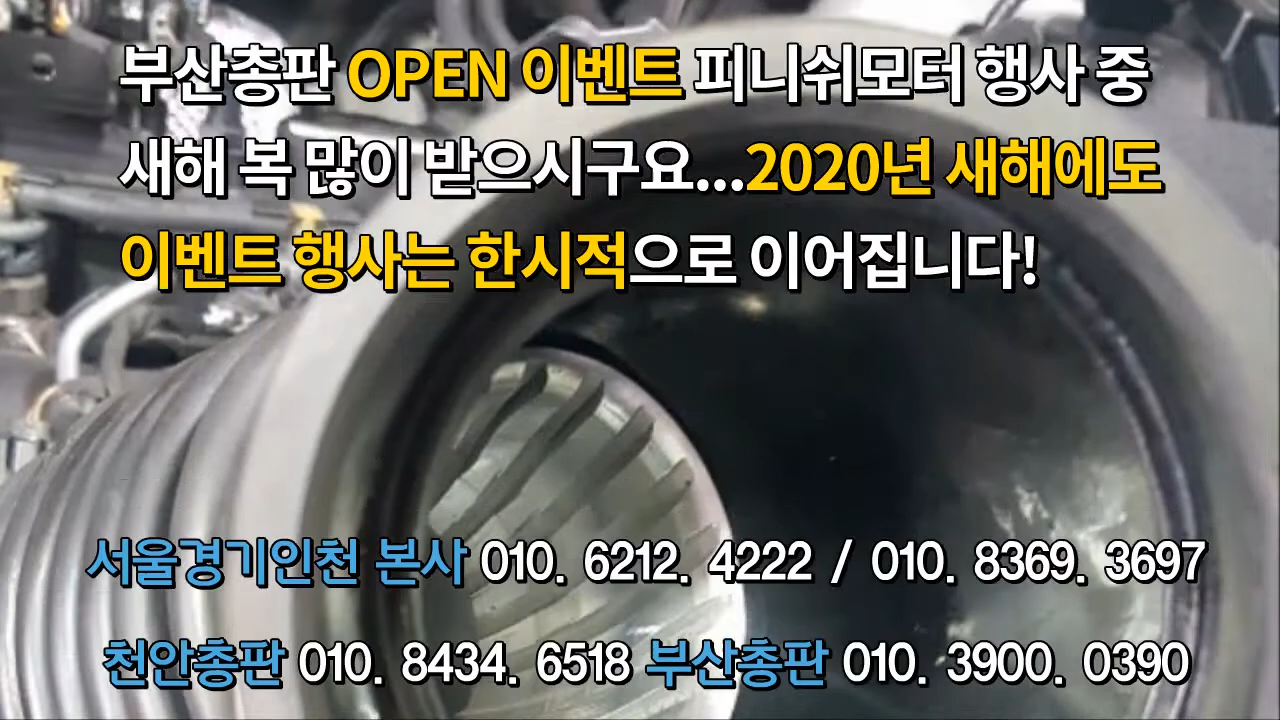 부산총판 OPEN 이벤트 피니쉬모터 행사 중
새해 복 많이 받으시구요...2020년 새해에도
이벤트 행사는 한시적으로 이어집니다!
서울경기인천 본사 010. 6212. 4222 / 010. 8369. 3697
천안총판 010. 8434. 6518 부산총판 010. 3900. 0390